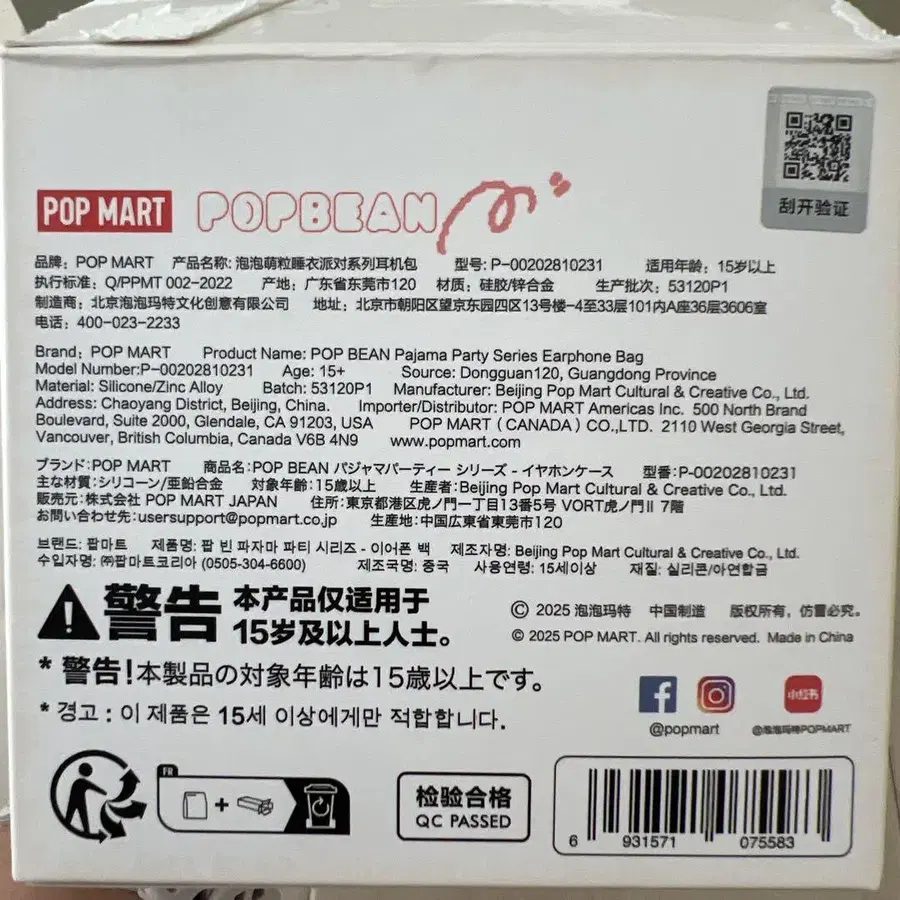 刮开验证
POP MART POPBEAN
品牌：POP MART 产品名称：泡泡萌粒睡衣派对系列耳机包 型号：P-00202810231 适用年龄：15岁以上
执行标准：Q/PPMT 002-2022 产地：广东省东莞市120 材质：硅胶/锌合金 生产批次：53120P1
制造商：北京泡泡玛特文化创意有限公司 地址：北京市朝阳区望京东园四区13号楼-4至33层101内A座36层3606室
电话：400-023-2233
Brand: POP MART Product Name: POP BEAN Pajama Party Series Earphone Bag
Model Number:P-00202810231 Age: 15+ Source: Dongguan120, Guangdong Province
Material: Silicone/Zinc Alloy Batch: 53120P1 Manufacturer: Beijing Pop Mart Cultural & Creative Co., Ltd.
Address: Chaoyang District, Beijing, China. Importer/Distributor: POP MART Americas Inc. 500 North Brand
Boulevard, Suite 2000, Glendale, CA 91203, USA POP MART（CANADA）CO.,LTD. 2110 West Georgia Street,
Vancouver, British Columbia, Canada V6B 4N9 www.popmart.com
ブランド：POP MART 商品名：POP BEAN パジャマパーティー シリーズ - イヤホンケース 型番：P-00202810231
主な材質：シリコーン/亜鉛合金 対象年齢：15歳以上 生産者：Beijing Pop Mart Cultural & Creative Co., Ltd.
販売元：株式会社 POP MART JAPAN 住所：東京都港区虎ノ門一丁目13番5号 VORT虎ノ門II 7階
お問い合わせ先：usersupport@popmart.co.jp 生産地：中国広東省東莞市120
브랜드: 팝마트 제품명: 팝 빈 파자마 파티 시리즈 - 이어폰 백 제조자명: Beijing Pop Mart Cultural & Creative Co., Ltd.
수입자명: ㈜팝마트코리아 (0505-304-6600) 제조국명: 중국 사용연령: 15세이상 재질: 실리콘/아연합금
警告 本产品仅适用于
15岁及以上人士。
© 2025 泡泡玛特 中国制造 版权所有，仿冒必究。
© 2025 POP MART. All rights reserved. Made in China
* 警告!本製品の対象年齢は15歳以上です。
* 경고 : 이 제품은 15세 이상에게만 적합합니다.
小红书
@popmart @泡泡玛特POPMART
FR
检验合格
QC PASSED
6 931571 075583